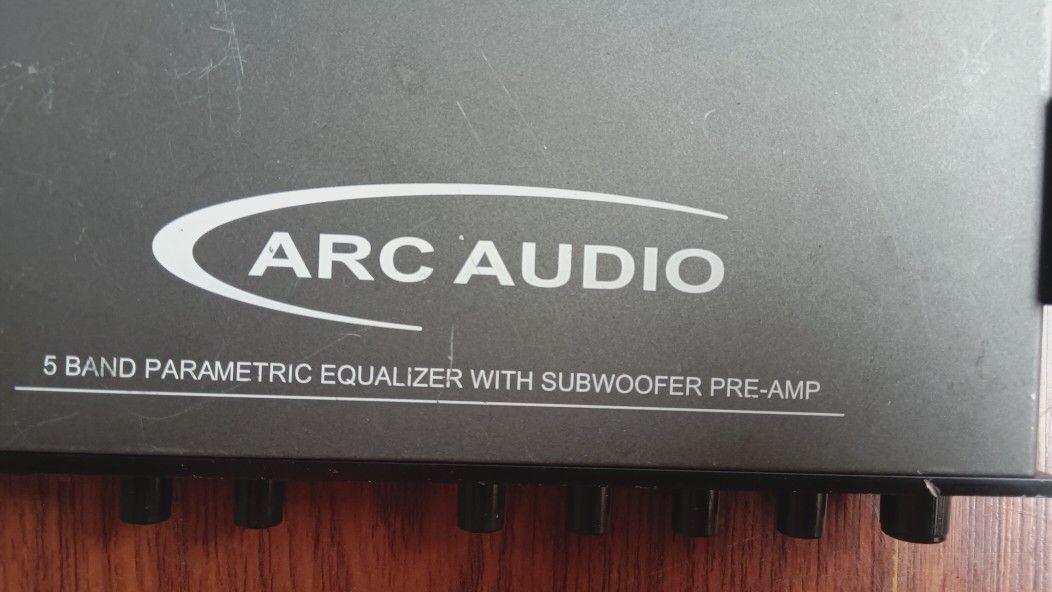 ARC AUDIO
5 BAND PARAMETRIC EQUALIZER WITH SUBWOOFER PRE-AMP